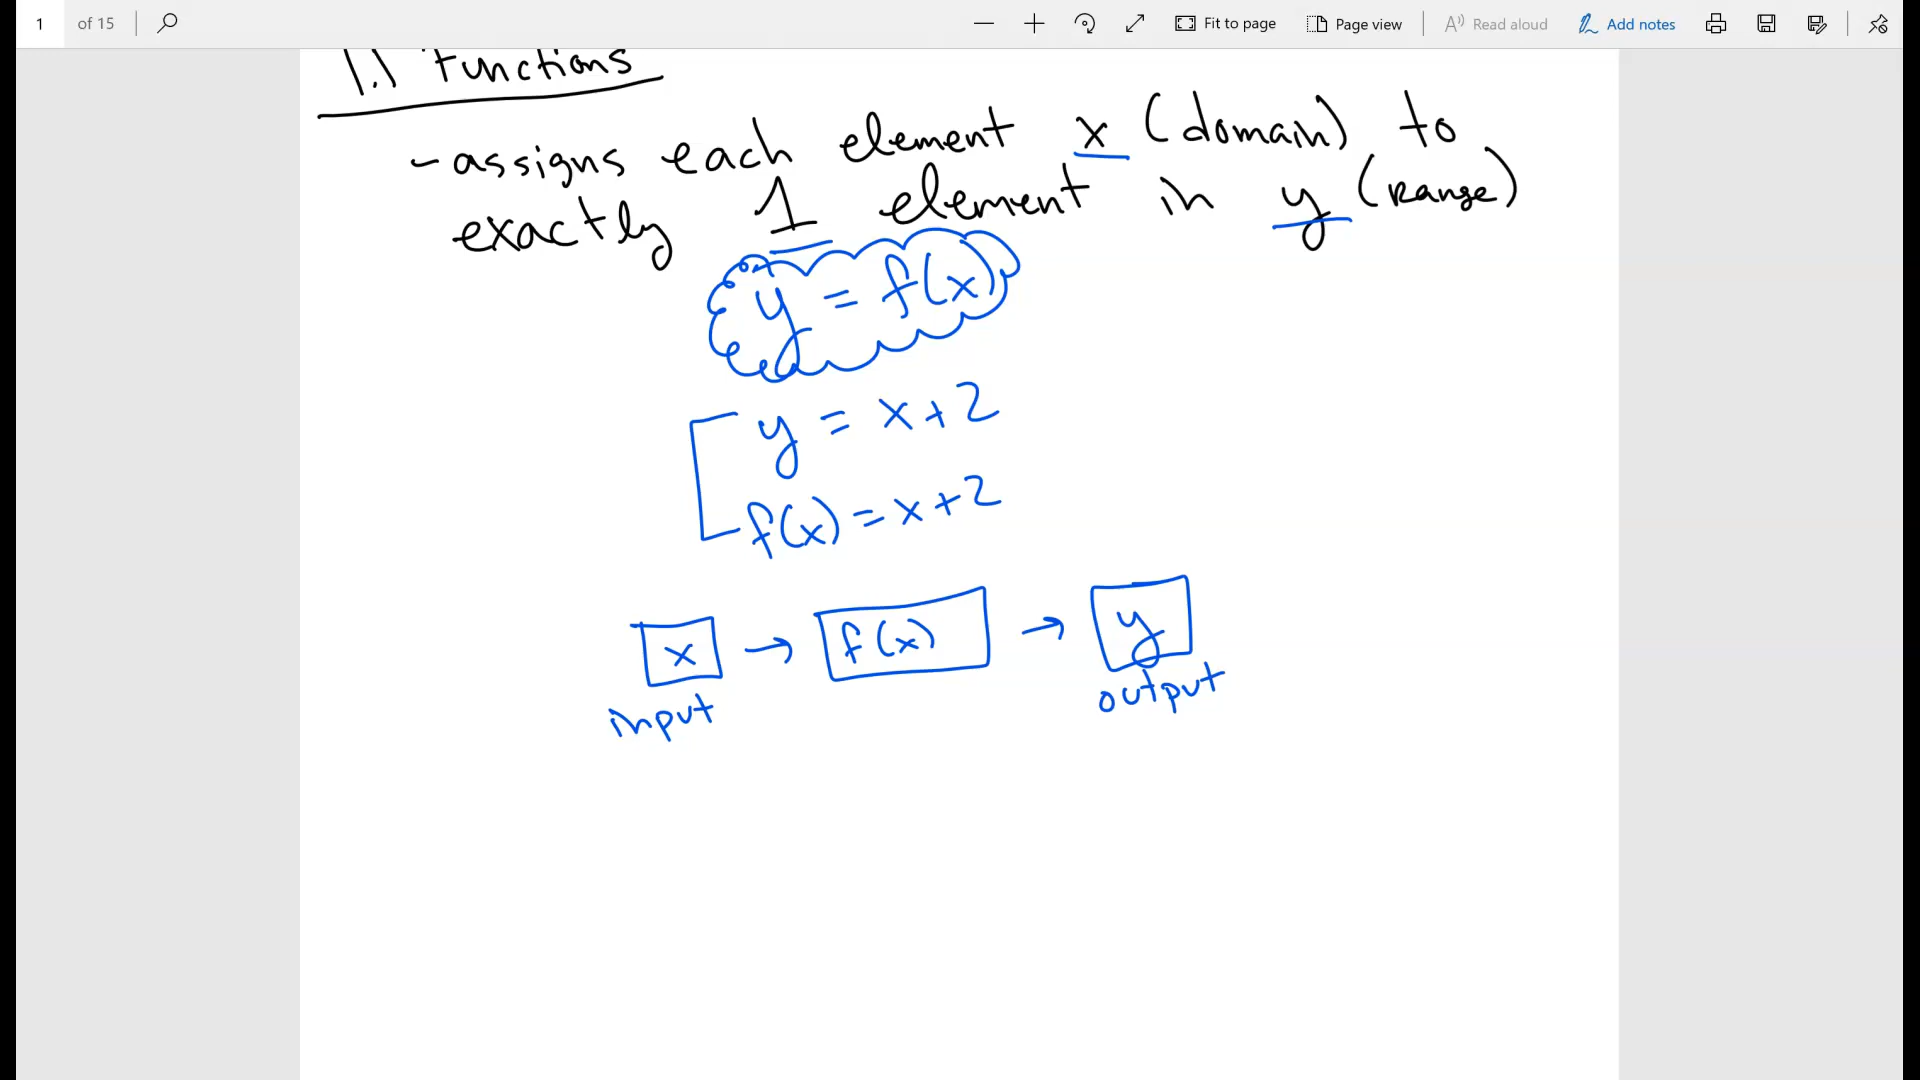 1 of 15 Fit to page Page view Read aloud Add notes
1.1 Functions
- assigns each element x (domain) to
exactly 1 element in y (range)
y = f(x)
y = x+2
f(x) = x+2
x → f(x) → y
input output